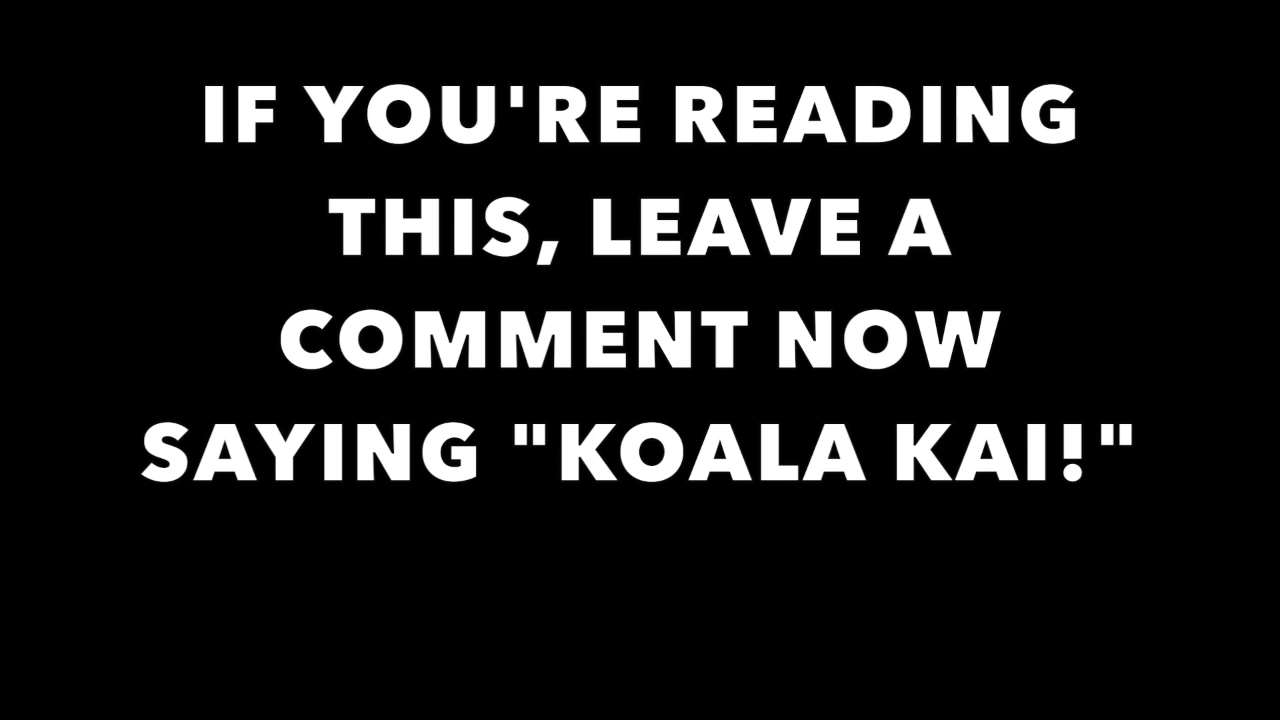 IF YOU'RE READING
THIS, LEAVE A
COMMENT NOW
SAYING "KOALA KAI!"